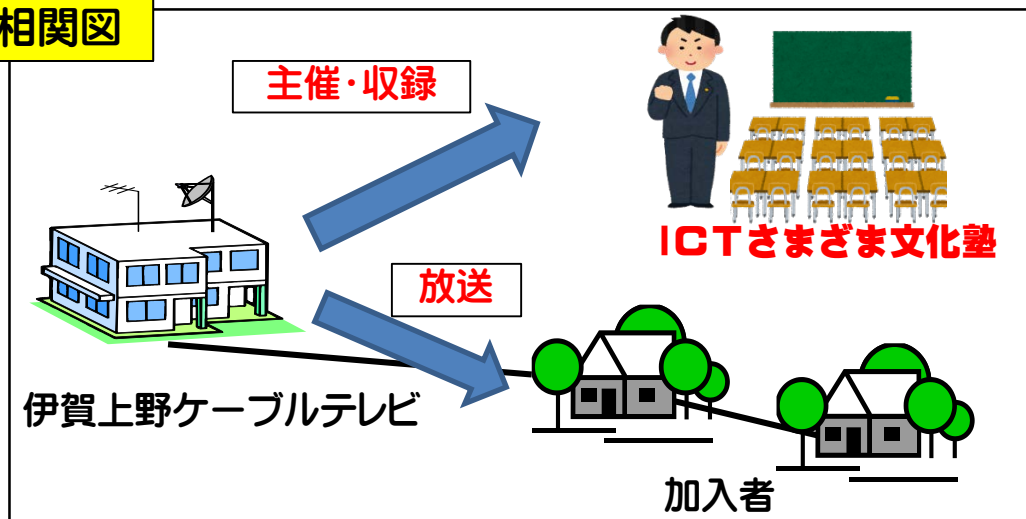 相関図
主催・収録
ICTさまざま文化塾
放送
伊賀上野ケーブルテレビ
加入者